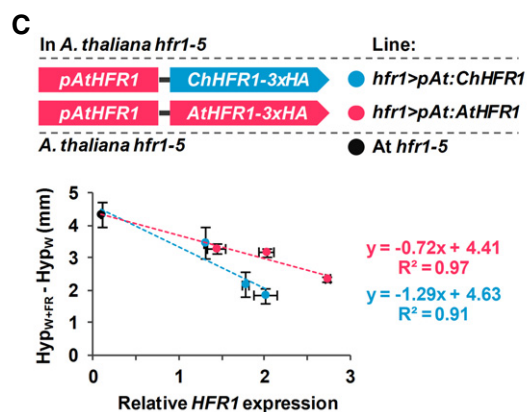 C
In A. thaliana hfr1-5 Line:
pAtHFR1 ChHFR1-3xHA hfr1>pAt:ChHFR1
pAtHFR1 AtHFR1-3xHA hfr1>pAt:AtHFR1
A. thaliana hfr1-5 At hfr1-5
HypW+FR - HypW (mm)
5
4
3
2
1
0
y = -0.72x + 4.41
R² = 0.97
y = -1.29x + 4.63
R² = 0.91
0 1 2 3
Relative HFR1 expression